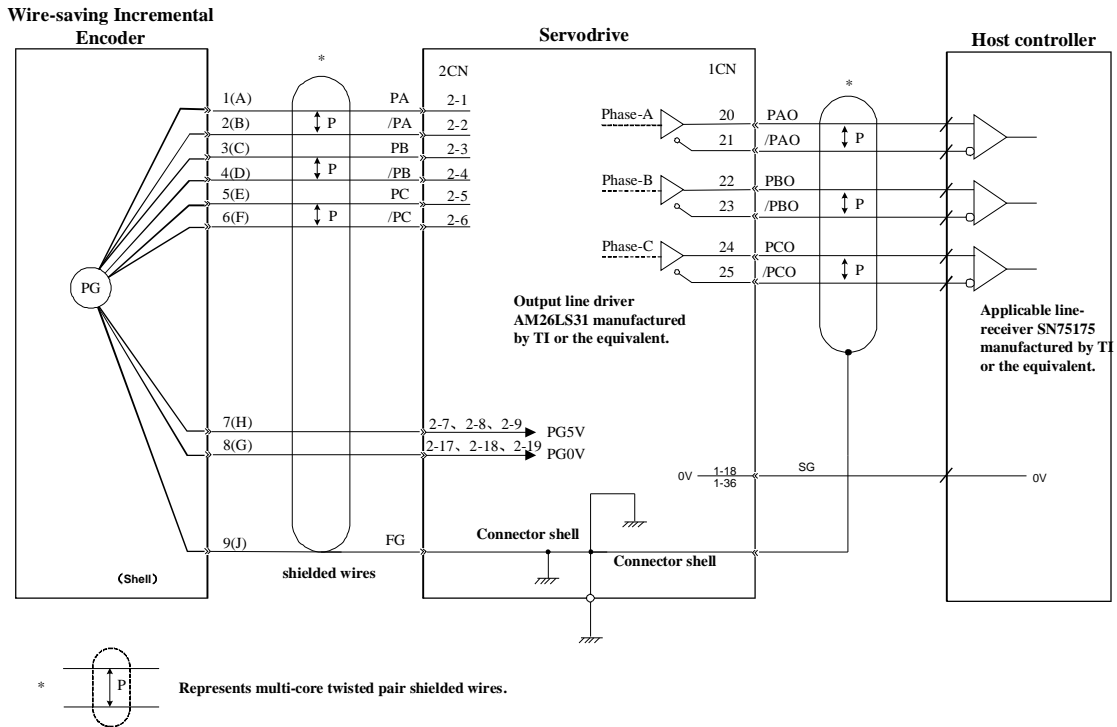 Wire-saving Incremental
Encoder
Servodrive
Host controller
*
2CN
1CN
*
1(A)
PA
2-1
2(B)
P
/PA
2-2
3(C)
PB
2-3
4(D)
P
/PB
2-4
5(E)
PC
2-5
6(F)
P
/PC
2-6
PG
Phase-A
20
PAO
21
/PAO
P
Phase-B
22
PBO
23
/PBO
P
Phase-C
24
PCO
25
/PCO
P
Output line driver
AM26LS31 manufactured
by TI or the equivalent.
Applicable line-
receiver SN75175
manufactured by TI
or the equivalent.
7(H)
2-7、2-8、2-9
PG5V
8(G)
2-17、2-18、2-19
PG0V
0V
1-18
1-36
SG
0V
9(J)
FG
Connector shell
Connector shell
(Shell)
shielded wires
*
P
Represents multi-core twisted pair shielded wires.